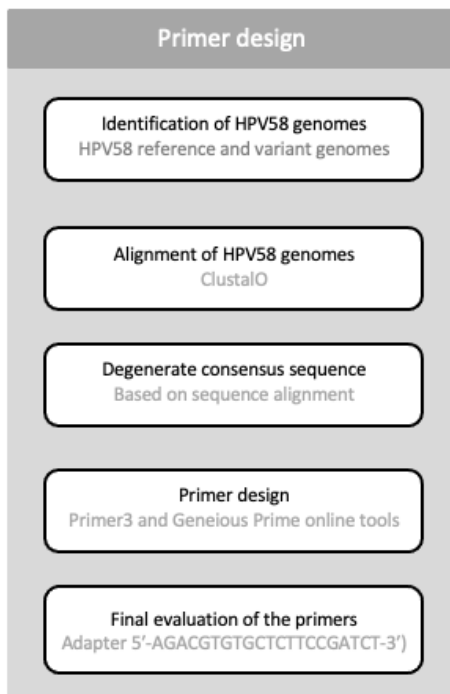 Primer design
Identification of HPV58 genomes
HPV58 reference and variant genomes
Alignment of HPV58 genomes
ClustalO
Degenerate consensus sequence
Based on sequence alignment
Primer design
Primer3 and Geneious Prime online tools
Final evaluation of the primers
Adapter 5′-AGACGTGTGCTCTTCCGATCT-3′)